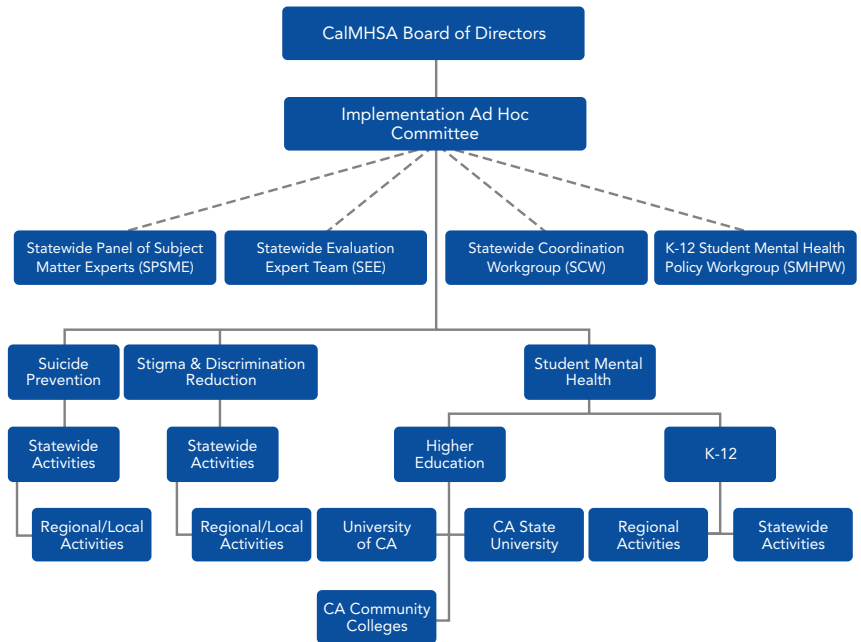 CalMHSA Board of Directors
Implementation Ad Hoc
Committee
Statewide Panel of Subject
Matter Experts (SPSME)
Statewide Evaluation
Expert Team (SEE)
Statewide Coordination
Workgroup (SCW)
K-12 Student Mental Health
Policy Workgroup (SMHPW)
Suicide
Prevention
Stigma & Discrimination
Reduction
Student Mental
Health
Statewide
Activities
Statewide
Activities
Higher
Education
K-12
Regional/Local
Activities
Regional/Local
Activities
University
of CA
CA State
University
Regional
Activities
Statewide
Activities
CA Community
Colleges